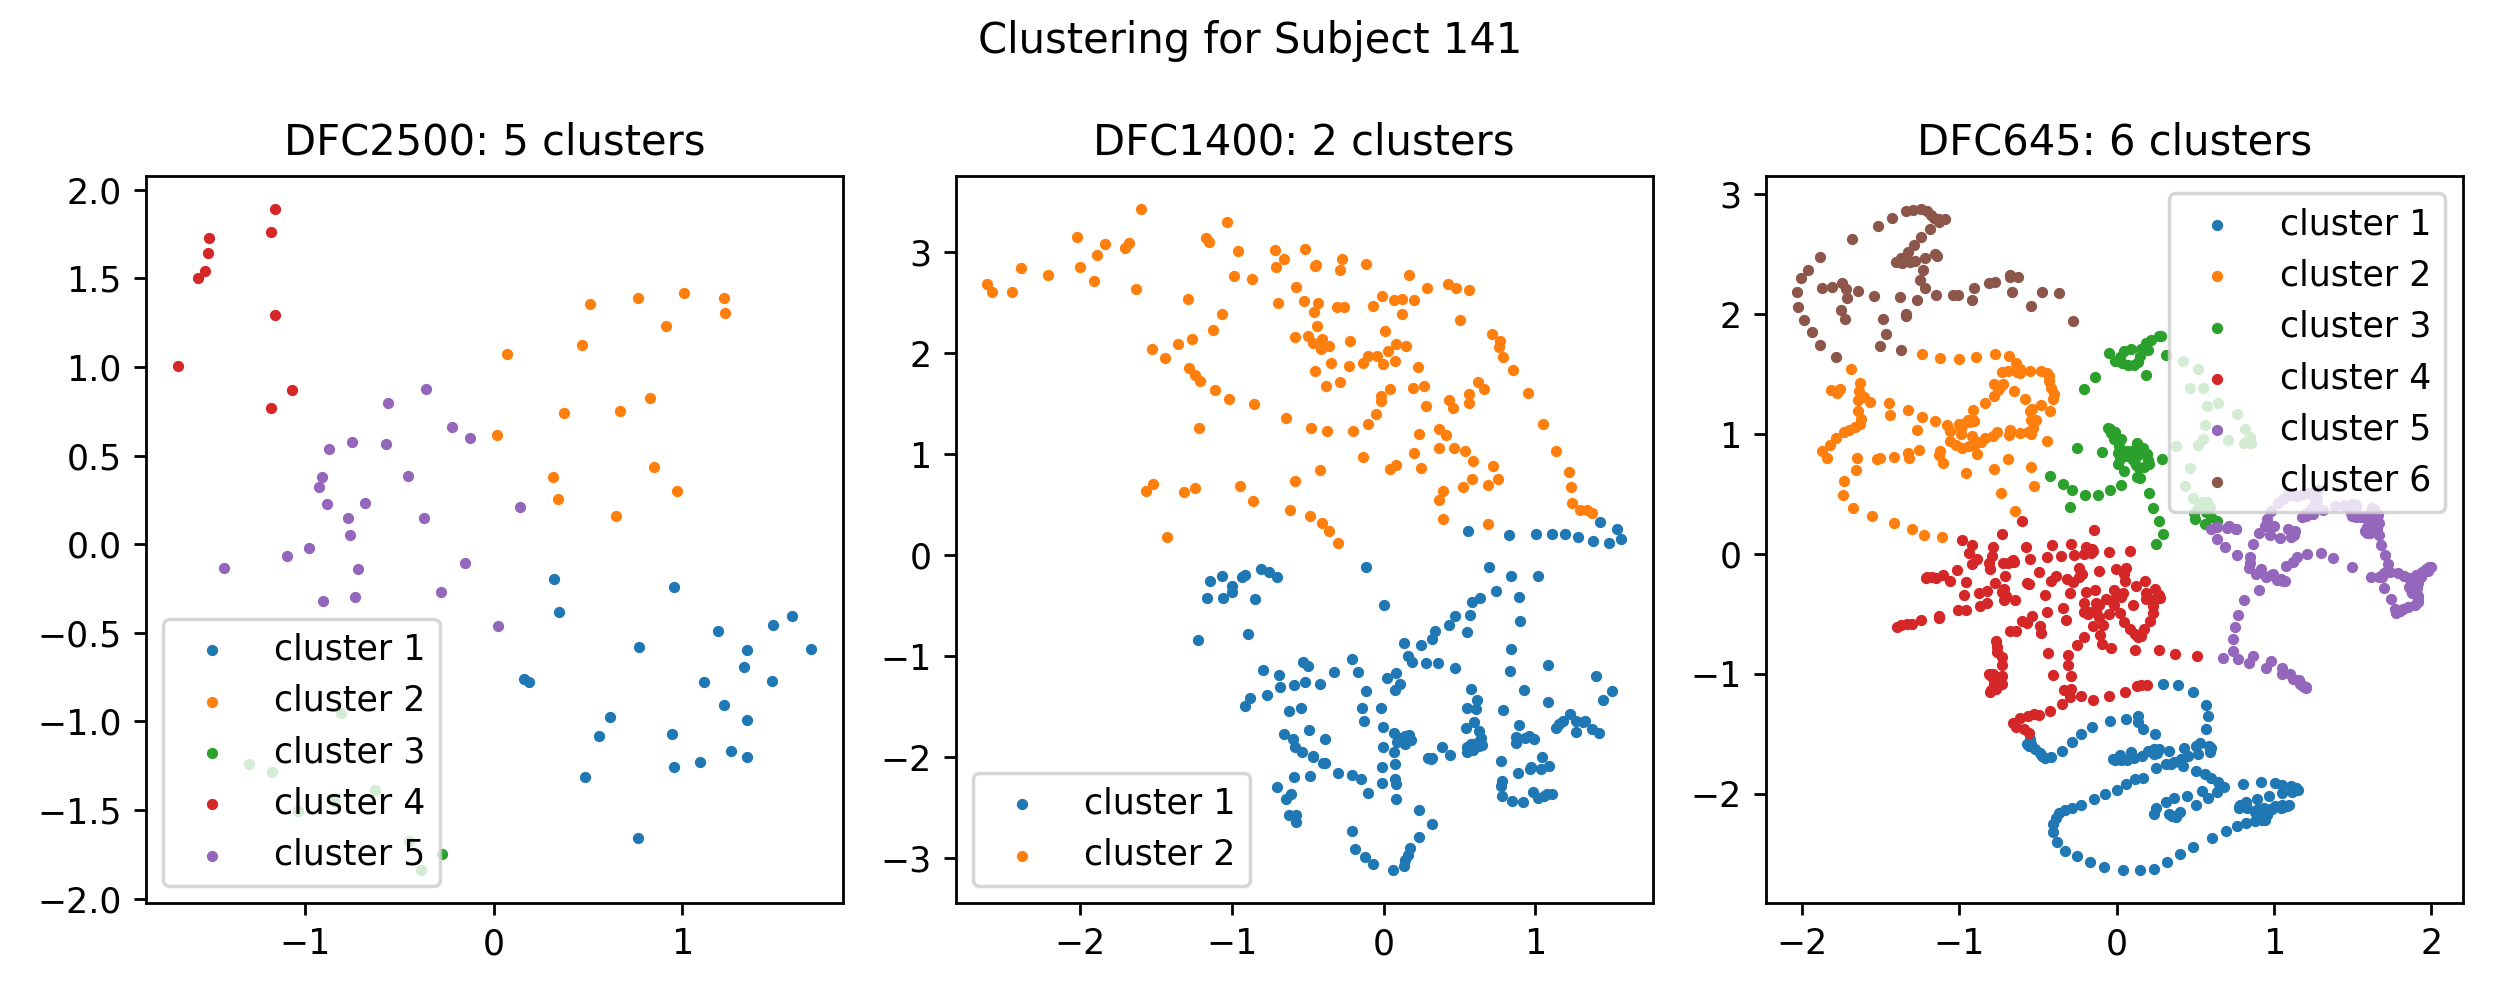 Clustering for Subject 141
DFC2500: 5 clusters
2.0
1.5
1.0
0.5
0.0
−0.5
−1.0
−1.5
−2.0
−1
0
1
cluster 1
cluster 2
cluster 3
cluster 4
cluster 5
DFC1400: 2 clusters
3
2
1
0
−1
−2
−3
−2
−1
0
1
cluster 1
cluster 2
DFC645: 6 clusters
3
2
1
0
−1
−2
−2
−1
0
1
2
cluster 1
cluster 2
cluster 3
cluster 4
cluster 5
cluster 6